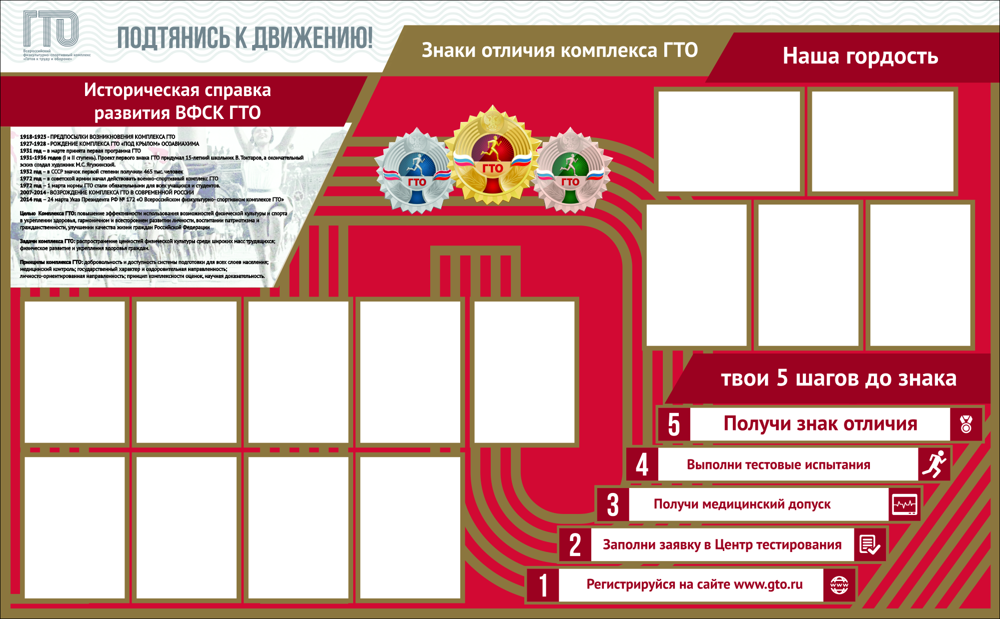 ГТО
Всероссийский
физкультурно-спортивный комплекс
«Готов к труду и обороне»
ПОДТЯНИСЬ К ДВИЖЕНИЮ!
Знаки отличия комплекса ГТО
Наша гордость
Историческая справка
развития ВФСК ГТО
1918-1925 - ПРЕДПОСЫЛКИ ВОЗНИКНОВЕНИЯ КОМПЛЕКСА ГТО
1927-1928 - РОЖДЕНИЕ КОМПЛЕКСА ГТО «ПОД КРЫЛОМ» ОСОАВИАХИМА
1931 год – в марте принята первая программа ГТО
1931-1936 годов (I и II ступень). Проект первого знака ГТО придумал 15-летний школьник В. Токтаров, а окончательный
эскиз создал художник М.С. Ягужинский.
1932 год – в СССР значок первой степени получили 465 тыс. человек
1972 год – в советской армии начал действовать военно-спортивный комплекс ГТО
1972 год – 1 марта нормы ГТО стали обязательными для всех учащихся и студентов.
2007-2014 - ВОЗРОЖДЕНИЕ КОМПЛЕКСА ГТО В СОВРЕМЕННОЙ РОССИИ
2014 год – 24 марта Указ Президента РФ № 172 «О Всероссийском физкультурно- спортивном комплексе ГТО»
Целью Комплекса ГТО: повышение эффективности использования возможностей физической культуры и спорта
в укреплении здоровья, гармоничном и всестороннем развитии личности, воспитании патриотизма и
гражданственности, улучшении качества жизни граждан Российской Федерации
Задачи комплекса ГТО: распространение ценностей физической культуры среди широких масс трудящихся;
физическое развитие и укрепления здоровья граждан.
Принципы комплекса ГТО: добровольность и доступность системы подготовки для всех слоев населения;
медицинский контроль; государственный характер и оздоровительная направленность;
личносто-ориентированная направленность; принцип комплексности оценок, научная доказательность.
ГТО
ГТО
ГТО
твои 5 шагов до знака
5 Получи знак отличия
4 Выполни тестовые испытания
3 Получи медицинский допуск
2 Заполни заявку в Центр тестирования
1 Регистрируйся на сайте www.gto.ru
www